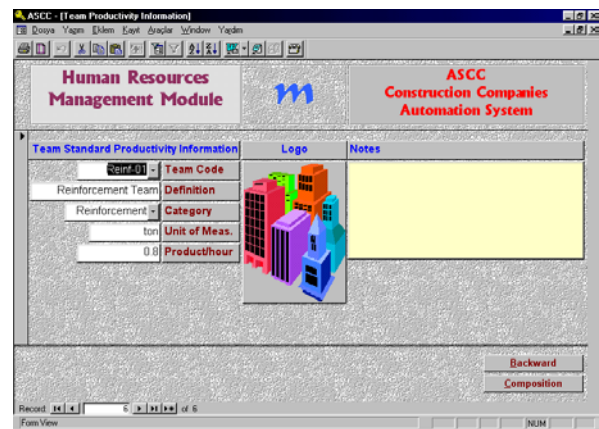 ASCC - [Team Productivity Information]
Dosya Yapım Eklem Kayıt Araçlar Window Yardım
Human Resources
Management Module
m
ASCC
Construction Companies
Automation System
Team Standard Productivity Information
Logo
Notes
Reinf-01 Team Code
Reinforcement Team Definition
Reinforcement Category
ton Unit of Meas.
0.8 Product/hour
Backward
Composition
Record: 6 of 6
Form View
NUM